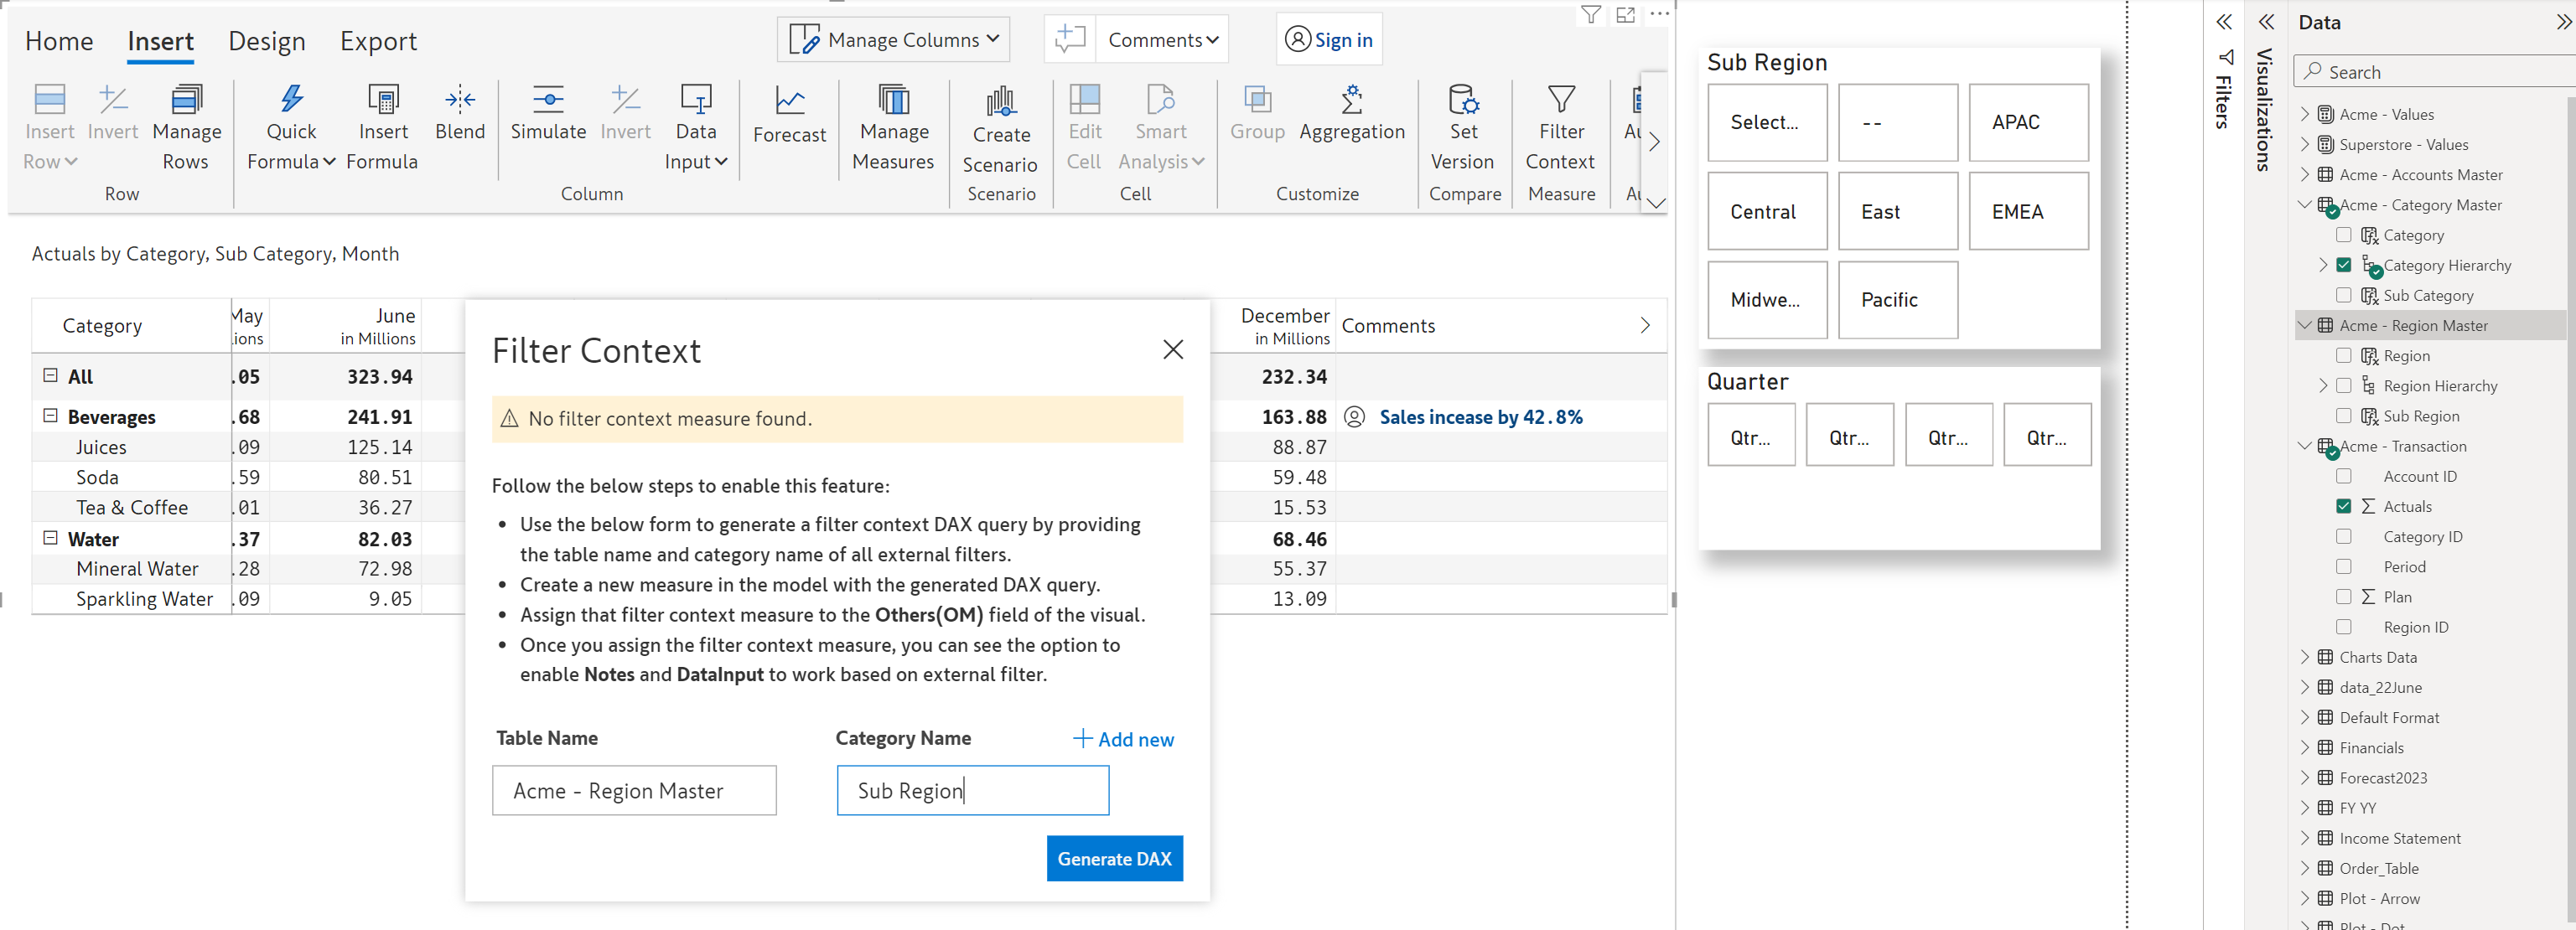 Home Insert Design Export
Manage Columns
Comments
Sign in
Insert Row
Invert
Manage Rows
Row
Quick Formula
Insert Formula
Blend
Simulate
Invert
Data Input
Column
Forecast
Manage Measures
Create Scenario
Scenario
Edit Cell
Smart Analysis
Cell
Group
Aggregation
Customize
Set Version
Compare
Filter Context
Measure
Actuals by Category, Sub Category, Month
Category May June December Comments
ions in Millions in Millions
All .05 323.94 232.34
Beverages .68 241.91 163.88 Sales incease by 42.8%
Juices .09 125.14 88.87
Soda .59 80.51 59.48
Tea & Coffee .01 36.27 15.53
Water .37 82.03 68.46
Mineral Water .28 72.98 55.37
Sparkling Water .09 9.05 13.09
Filter Context
No filter context measure found.
Follow the below steps to enable this feature:
• Use the below form to generate a filter context DAX query by providing
the table name and category name of all external filters.
• Create a new measure in the model with the generated DAX query.
• Assign that filter context measure to the Others(OM) field of the visual.
• Once you assign the filter context measure, you can see the option to
enable Notes and DataInput to work based on external filter.
Table Name Category Name + Add new
Acme - Region Master Sub Region
Generate DAX
Sub Region
Select... -- APAC
Central East EMEA
Midwe... Pacific
Quarter
Qtr... Qtr... Qtr... Qtr...
Filters
Visualizations
Data
Search
Acme - Values
Superstore - Values
Acme - Accounts Master
Acme - Category Master
Category
Category Hierarchy
Sub Category
Acme - Region Master
Region
Region Hierarchy
Sub Region
Acme - Transaction
Account ID
Actuals
Category ID
Period
Plan
Region ID
Charts Data
data_22June
Default Format
Financials
Forecast2023
FY YY
Income Statement
Order_Table
Plot - Arrow